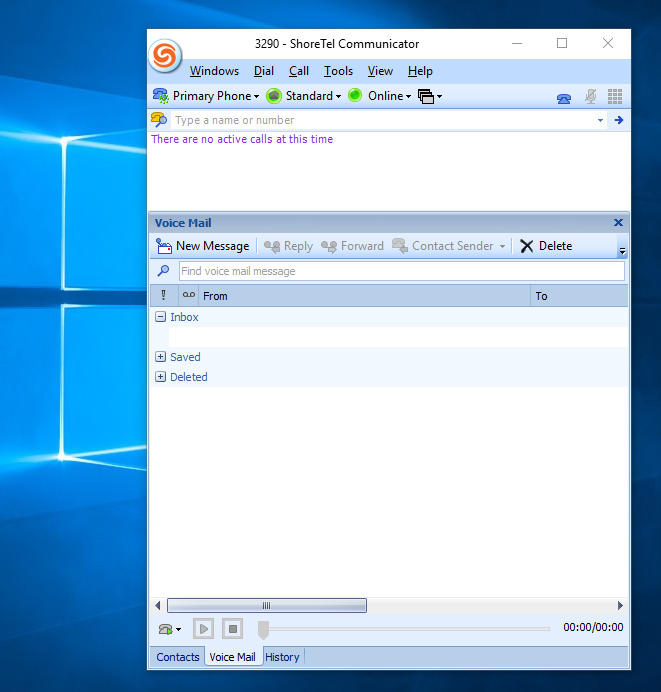 3290 - ShoreTel Communicator
Windows Dial Call Tools View Help
Primary Phone Standard Online
Type a name or number
There are no active calls at this time
Voice Mail
New Message Reply Forward Contact Sender Delete
Find voice mail message
! From To
Inbox
Saved
Deleted
00:00/00:00
Contacts Voice Mail History